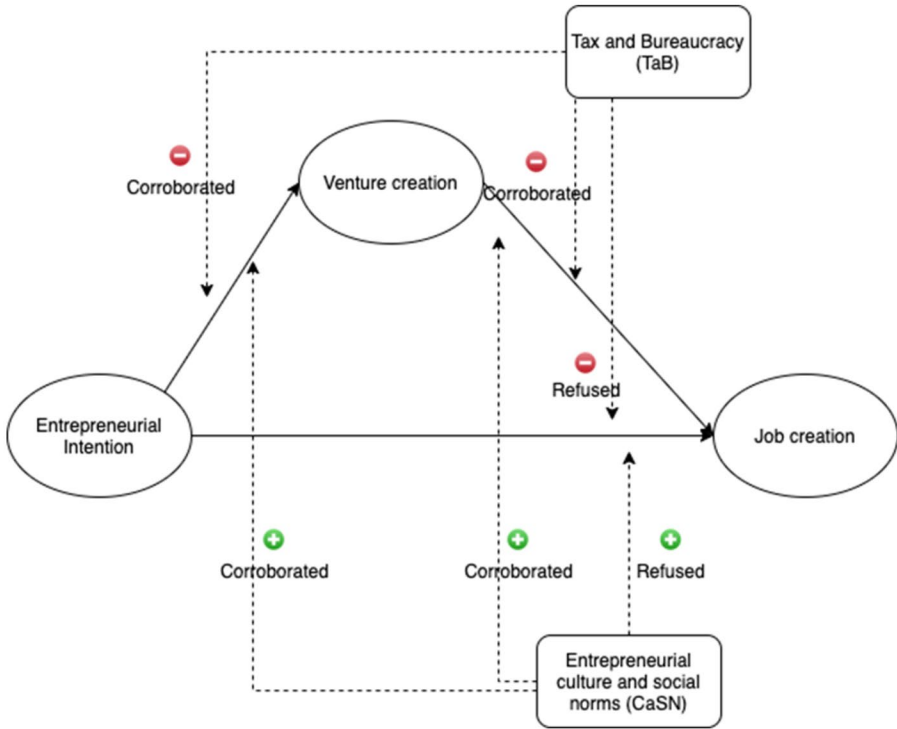 Tax and Bureaucracy
(TaB)
Corroborated
Venture creation
Corroborated
Refused
Entrepreneurial
Intention
Job creation
Corroborated
Corroborated
Refused
Entrepreneurial
culture and social
norms (CaSN)